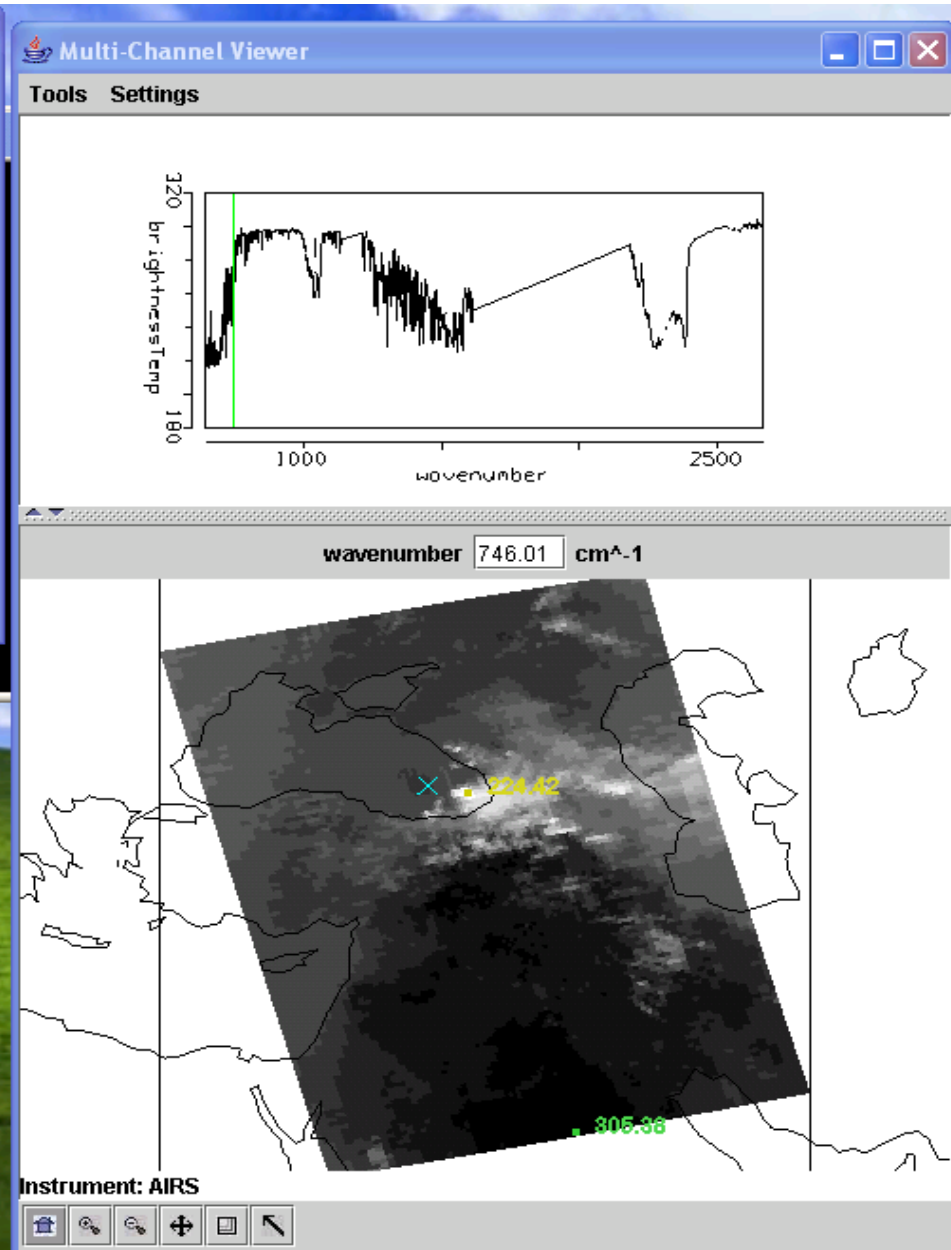 Multi-Channel Viewer
Tools Settings
320
brightnessTemp
180
1000 2500
wavenumber
wavenumber 746.01 cm^-1
224.42
305.38
Instrument: AIRS